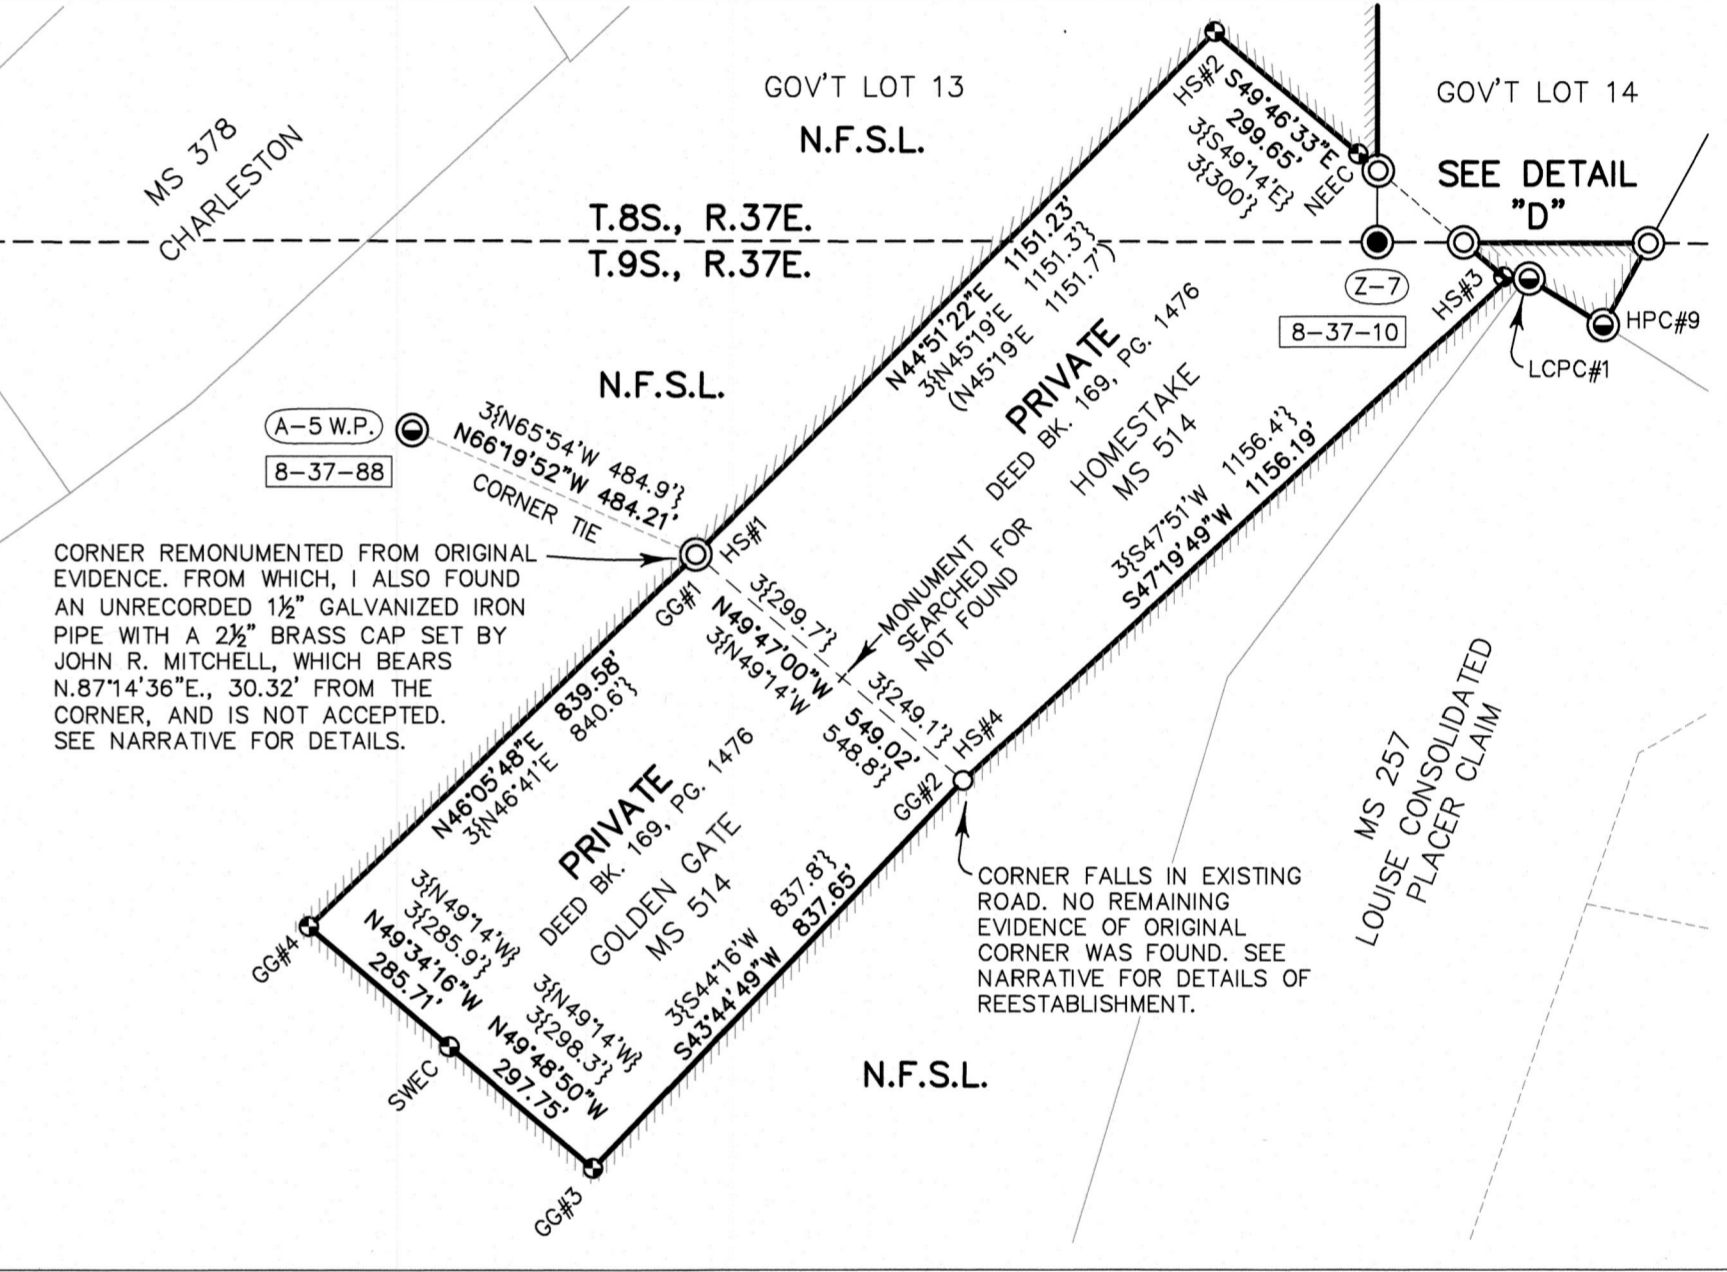 GOV'T LOT 13
N.F.S.L.
GOV'T LOT 14
SEE DETAIL
"D"
MS 378
CHARLESTON
T.8S., R.37E.
T.9S., R.37E.
HS#2
S49°46'33"E
299.65'
3{S49°14'E}
3{300'}
NEEC
Z-7
8-37-10
HS#3
LCPC#1
HPC#9
N44°51'22"E 1151.23'
3{N45°19'E 1151.3'}
(N45°19'E 1151.7')
PRIVATE
DEED BK. 169, PG. 1476
HOMESTAKE
MS 514
3{S47°51'W 1156.4'}
S47°19'49"W 1156.19'
N.F.S.L.
A-5 W.P.
8-37-88
3{N65°54'W 484.9'}
N66°19'52"W 484.21'
CORNER TIE
HS#1
GG#1
CORNER REMONUMENTED FROM ORIGINAL
EVIDENCE. FROM WHICH, I ALSO FOUND
AN UNRECORDED 1½" GALVANIZED IRON
PIPE WITH A 2½" BRASS CAP SET BY
JOHN R. MITCHELL, WHICH BEARS
N.87°14'36"E., 30.32' FROM THE
CORNER, AND IS NOT ACCEPTED.
SEE NARRATIVE FOR DETAILS.
MONUMENT
SEARCHED FOR
NOT FOUND
3{299.7'}
3{249.1'}
N49°47'00"W 549.02'
3{N49°14'W 548.8'}
HS#4
GG#2
N46°05'48"E 839.58'
3{N46°41'E 840.6'}
PRIVATE
DEED BK. 169, PG. 1476
GOLDEN GATE
MS 514
3{S44°16'W 837.8'}
S43°44'49"W 837.65'
CORNER FALLS IN EXISTING
ROAD. NO REMAINING
EVIDENCE OF ORIGINAL
CORNER WAS FOUND. SEE
NARRATIVE FOR DETAILS OF
REESTABLISHMENT.
MS 257
LOUISE CONSOLIDATED
PLACER CLAIM
GG#4
3{N49°14'W}
3{285.9'}
N49°34'16"W
285.71'
SWEC
3{N49°14'W}
3{298.3'}
N49°48'50"W
297.75'
GG#3
N.F.S.L.